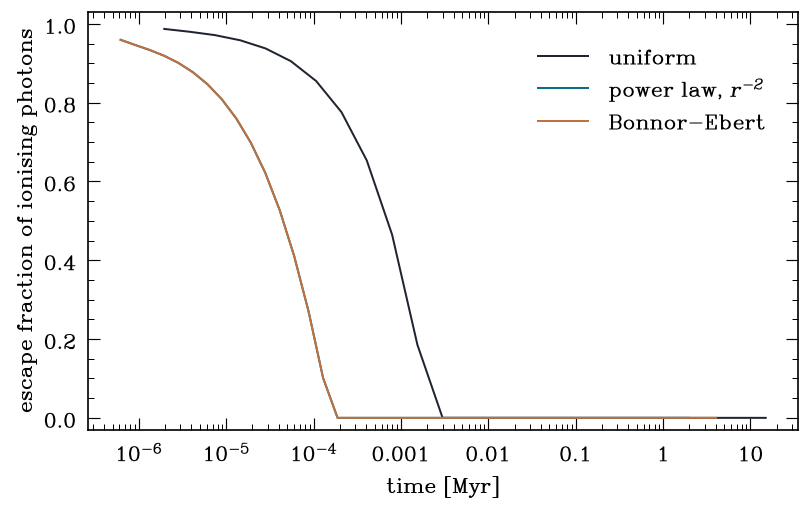 escape fraction of ionising photons
1.0
0.8
0.6
0.4
0.2
0.0
uniform
power law, r⁻²
Bonnor−Ebert
10⁻⁶ 10⁻⁵ 10⁻⁴ 0.001 0.01 0.1 1 10
time [Myr]